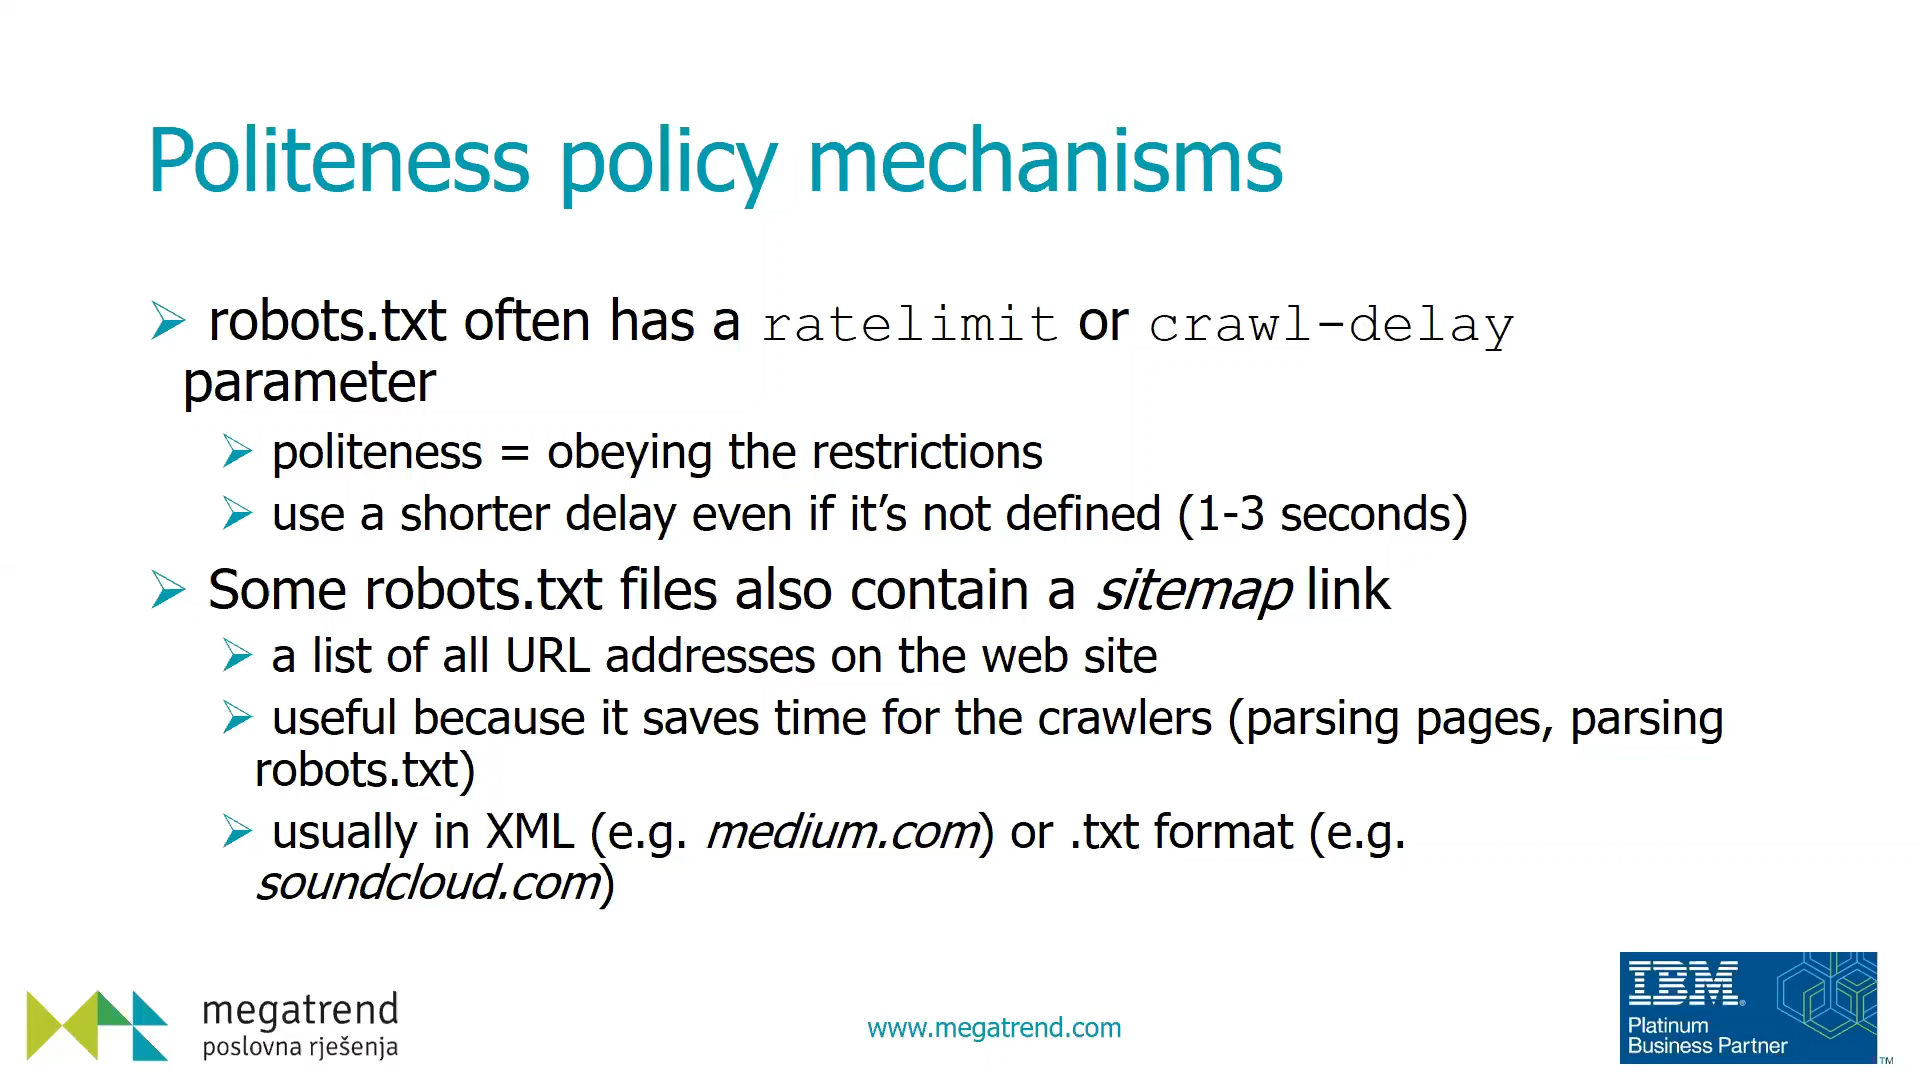 Politeness policy mechanisms
robots.txt often has a ratelimit or crawl-delay
parameter
politeness = obeying the restrictions
use a shorter delay even if it’s not defined (1-3 seconds)
Some robots.txt files also contain a sitemap link
a list of all URL addresses on the web site
useful because it saves time for the crawlers (parsing pages, parsing
robots.txt)
usually in XML (e.g. medium.com) or .txt format (e.g.
soundcloud.com)
megatrend
poslovna rješenja
www.megatrend.com
IBM®
Platinum
Business Partner
™